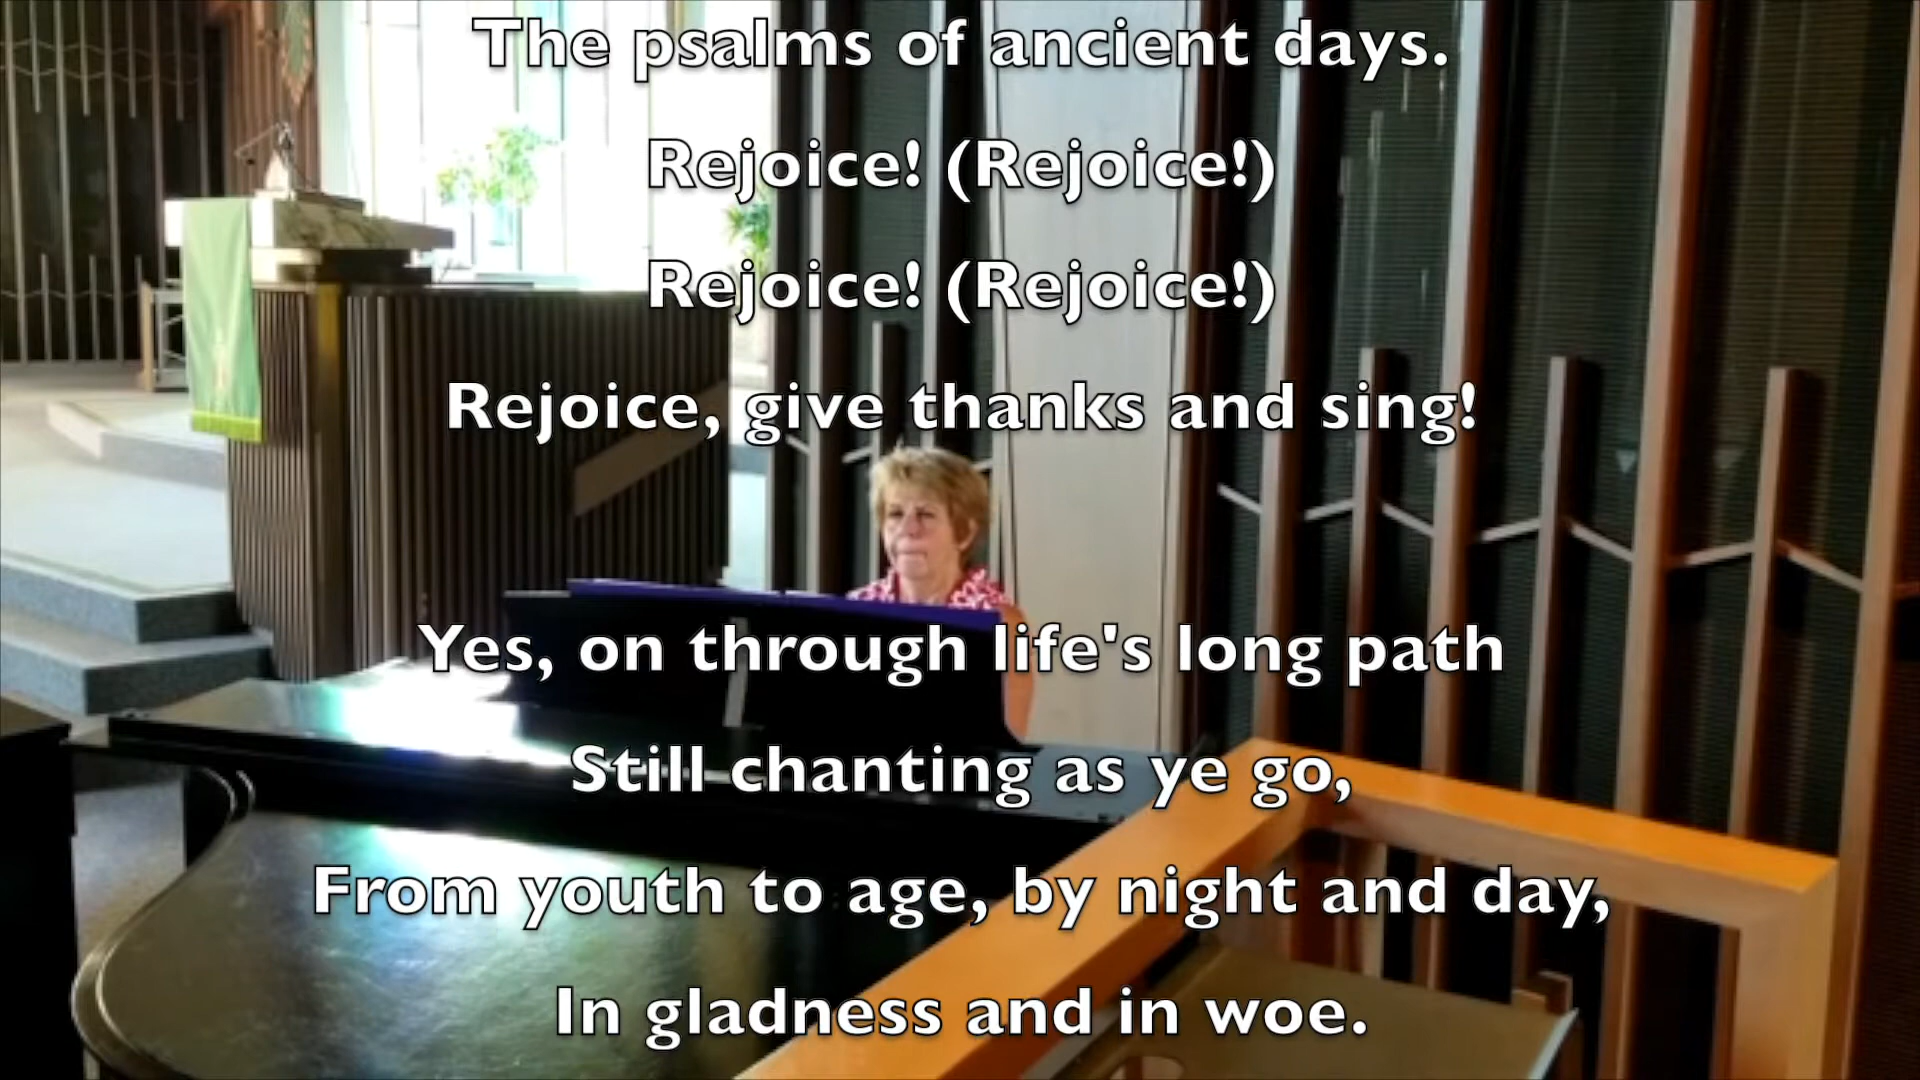 The psalms of ancient days.
Rejoice! (Rejoice!)
Rejoice! (Rejoice!)
Rejoice, give thanks and sing!
Yes, on through life's long path
Still chanting as ye go,
From youth to age, by night and day,
In gladness and in woe.